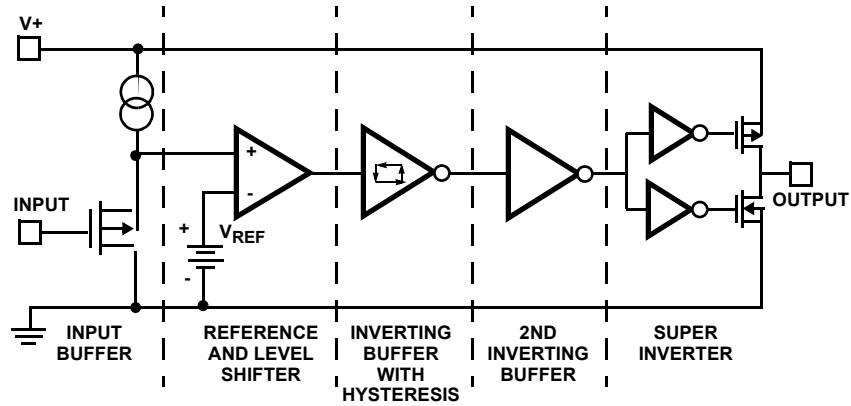 V+
+
-
INPUT
+
VREF
-
OUTPUT
INPUT
BUFFER
REFERENCE
AND LEVEL
SHIFTER
INVERTING
BUFFER
WITH
HYSTERESIS
2ND
INVERTING
BUFFER
SUPER
INVERTER